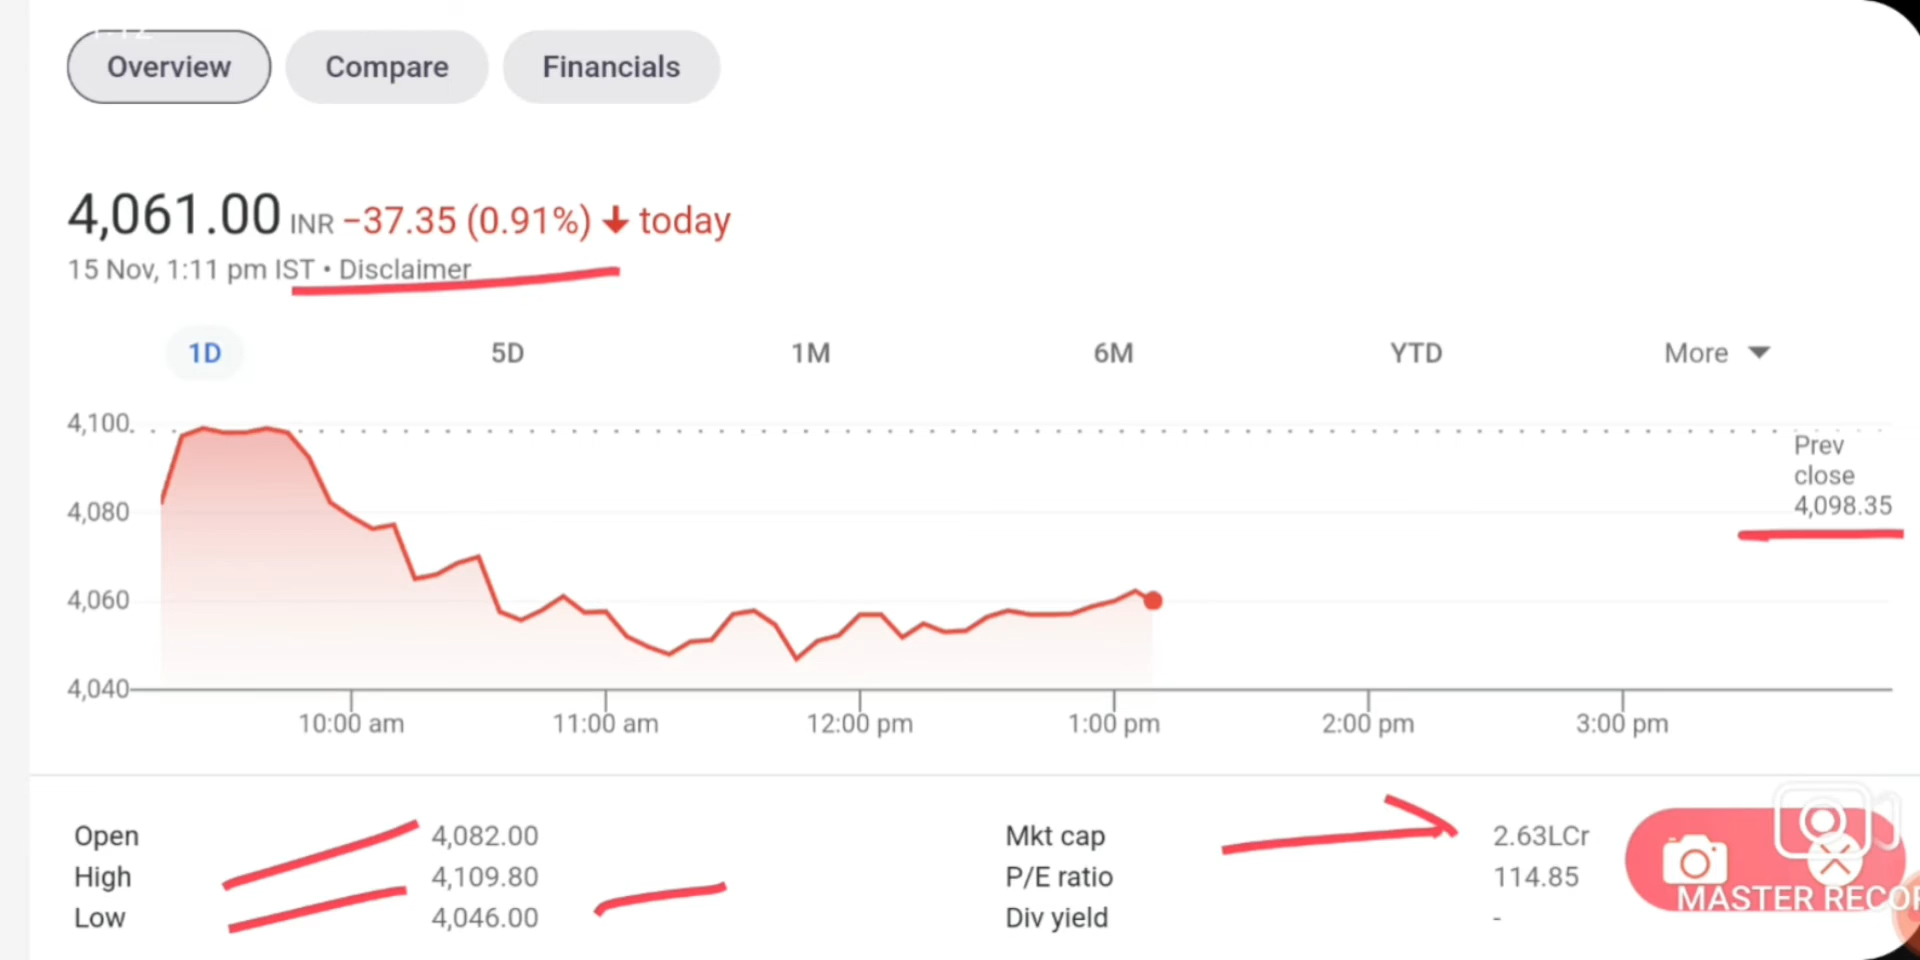 Overview Compare Financials
4,061.00 INR −37.35 (0.91%) today
15 Nov, 1:11 pm IST • Disclaimer
1D 5D 1M 6M YTD More
4,100
Prev
close
4,098.35
4,080
4,060
4,040
10:00 am 11:00 am 12:00 pm 1:00 pm 2:00 pm 3:00 pm
Open 4,082.00 Mkt cap 2.63LCr
High 4,109.80 P/E ratio 114.85
Low 4,046.00 Div yield -
MASTER RECOR